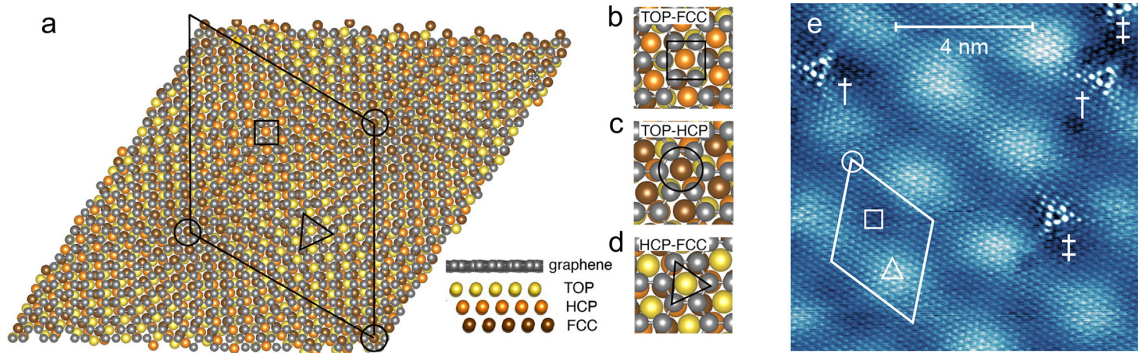 a
graphene
TOP
HCP
FCC
b
TOP-FCC
c
TOP-HCP
d
HCP-FCC
e
4 nm
‡
†
†
‡